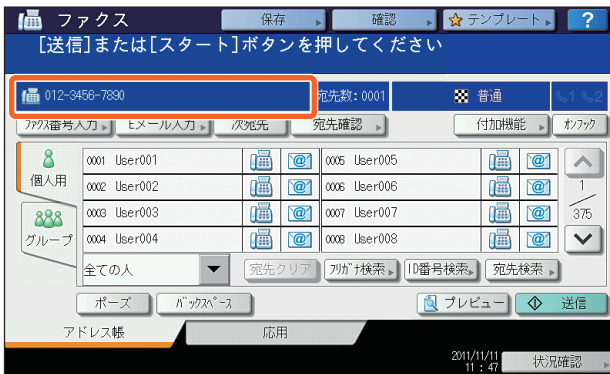 ファクス 保存 確認 テンプレート ?
[送信]または[スタート]ボタンを押してください
012-3456-7890 宛先数:0001 普通 1 2
ファクス番号入力 Eメール入力 次宛先 宛先確認 付加機能 オンフック
個人用
グループ
0001 User001 0005 User005
0002 User002 0006 User006
0003 User003 0007 User007
0004 User004 0008 User008
1
375
全ての人 宛先クリア フリガナ検索 ID番号検索 宛先検索
ポーズ バックスペース プレビュー 送信
アドレス帳 応用
2011/11/11
11:47 状況確認